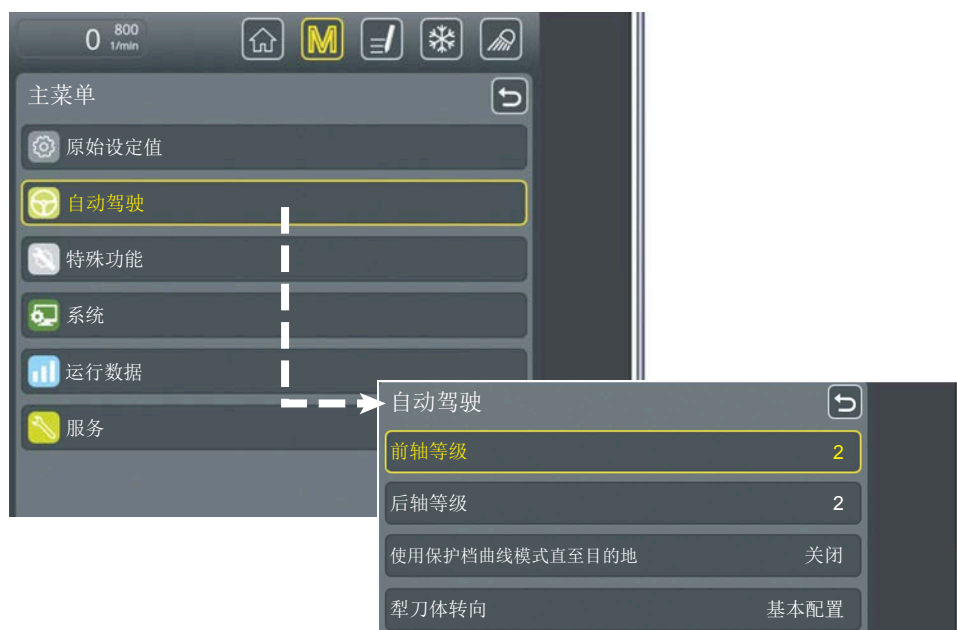 0 800 1/min
M
主菜单
原始设定值
自动驾驶
特殊功能
系统
运行数据
服务
自动驾驶
前轴等级 2
后轴等级 2
使用保护档曲线模式直至目的地 关闭
犁刀体转向 基本配置